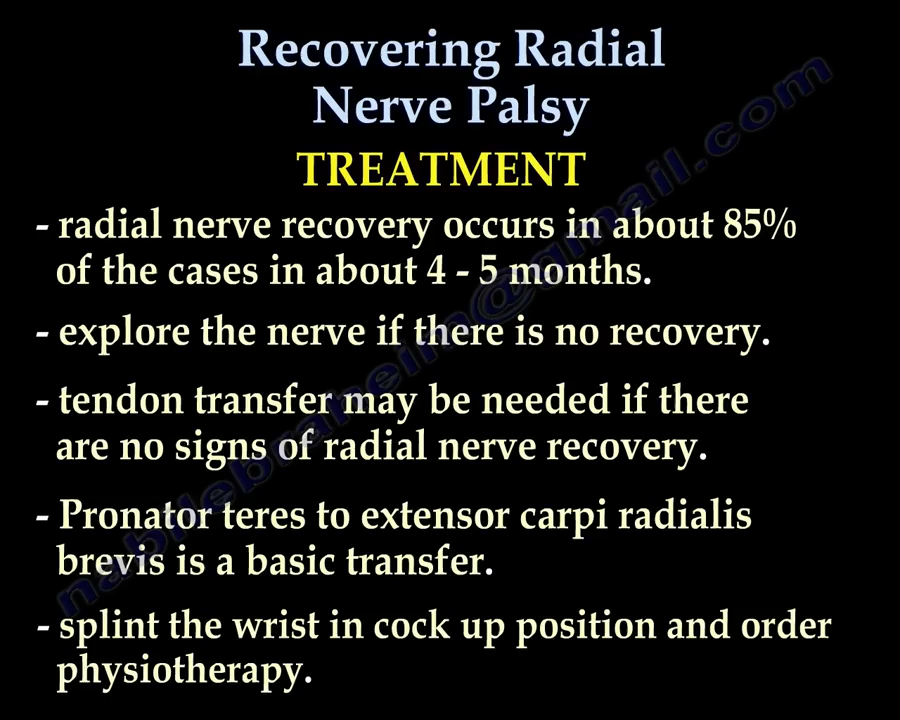 Recovering Radial
Nerve Palsy
TREATMENT
- radial nerve recovery occurs in about 85%
of the cases in about 4 - 5 months.
- explore the nerve if there is no recovery.
- tendon transfer may be needed if there
are no signs of radial nerve recovery.
- Pronator teres to extensor carpi radialis
brevis is a basic transfer.
- splint the wrist in cock up position and order
physiotherapy.
nabilebraheim@gmail.com